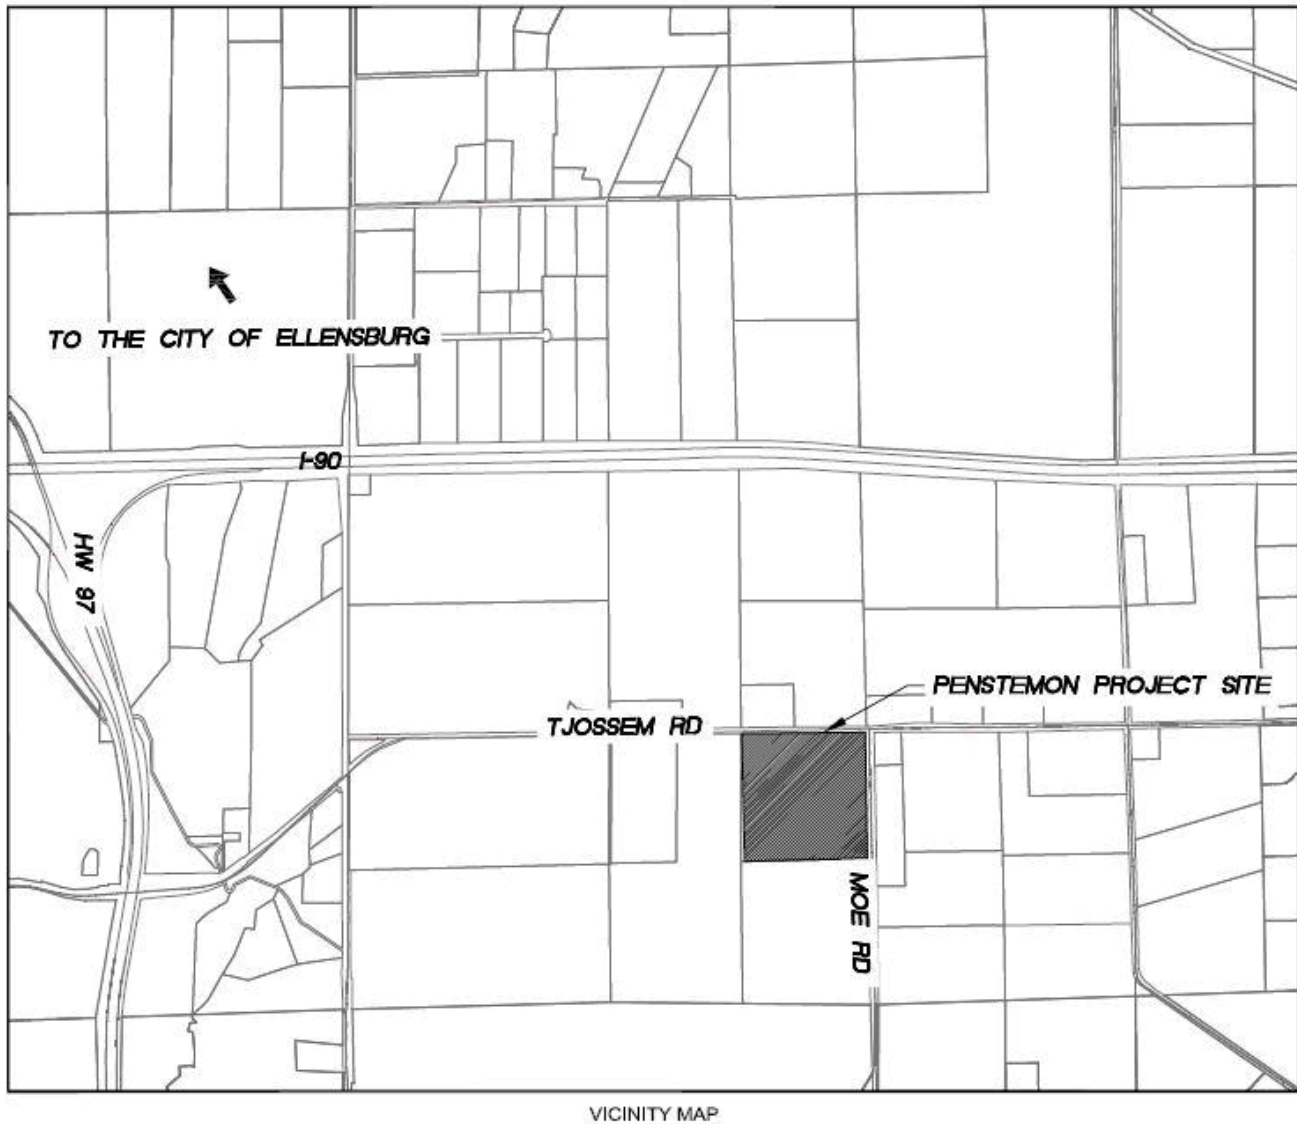 TO THE CITY OF ELLENSBURG
I-90
HW 97
PENSTEMON PROJECT SITE
TJOSSEM RD
MOE RD
VICINITY MAP